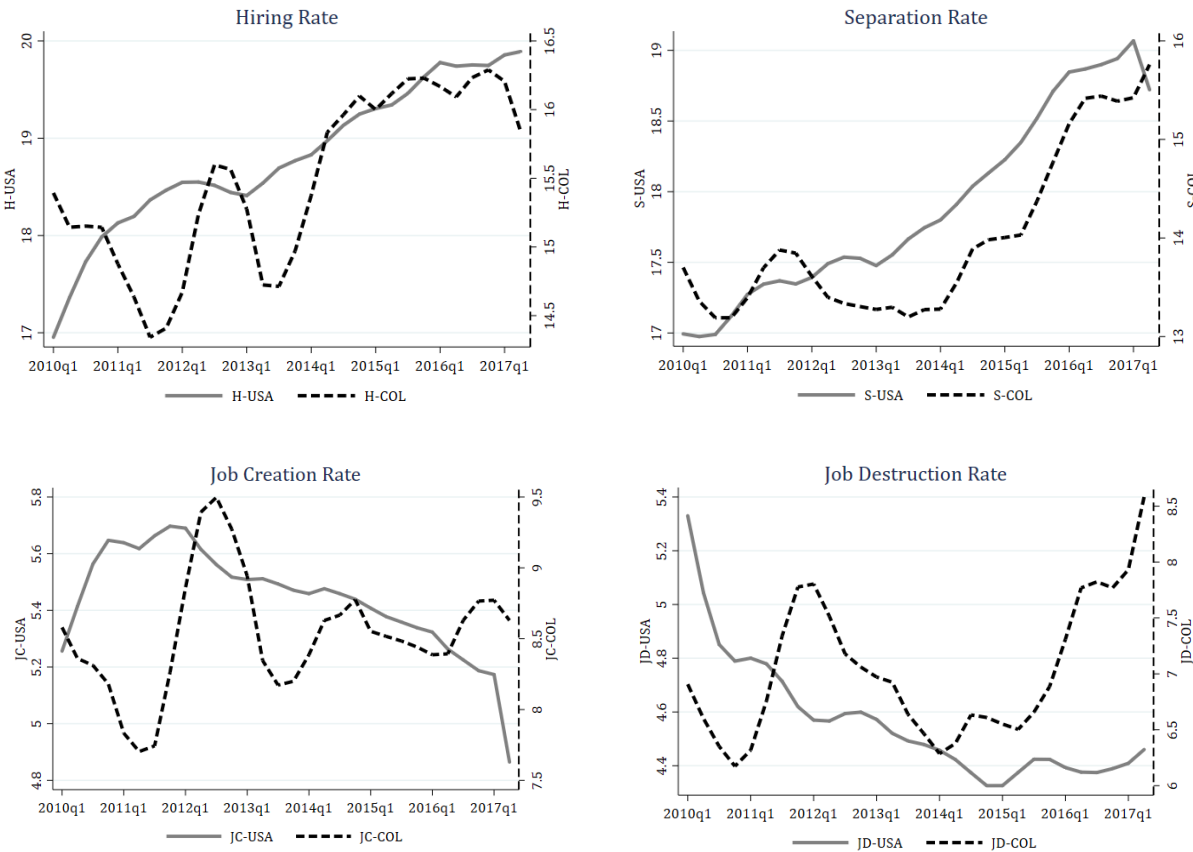 Hiring Rate
H-USA
17
18
19
20
H-COL
14.5
15
15.5
16
16.5
2010q1 2011q1 2012q1 2013q1 2014q1 2015q1 2016q1 2017q1
H-USA H-COL
Separation Rate
S-USA
17
17.5
18
18.5
19
S-COL
13
14
15
16
2010q1 2011q1 2012q1 2013q1 2014q1 2015q1 2016q1 2017q1
S-USA S-COL
Job Creation Rate
JC-USA
4.8
5
5.2
5.4
5.6
5.8
JC-COL
7.5
8
8.5
9
9.5
2010q1 2011q1 2012q1 2013q1 2014q1 2015q1 2016q1 2017q1
JC-USA JC-COL
Job Destruction Rate
JD-USA
4.4
4.6
4.8
5
5.2
5.4
JD-COL
6
6.5
7
7.5
8
8.5
2010q1 2011q1 2012q1 2013q1 2014q1 2015q1 2016q1 2017q1
JD-USA JD-COL